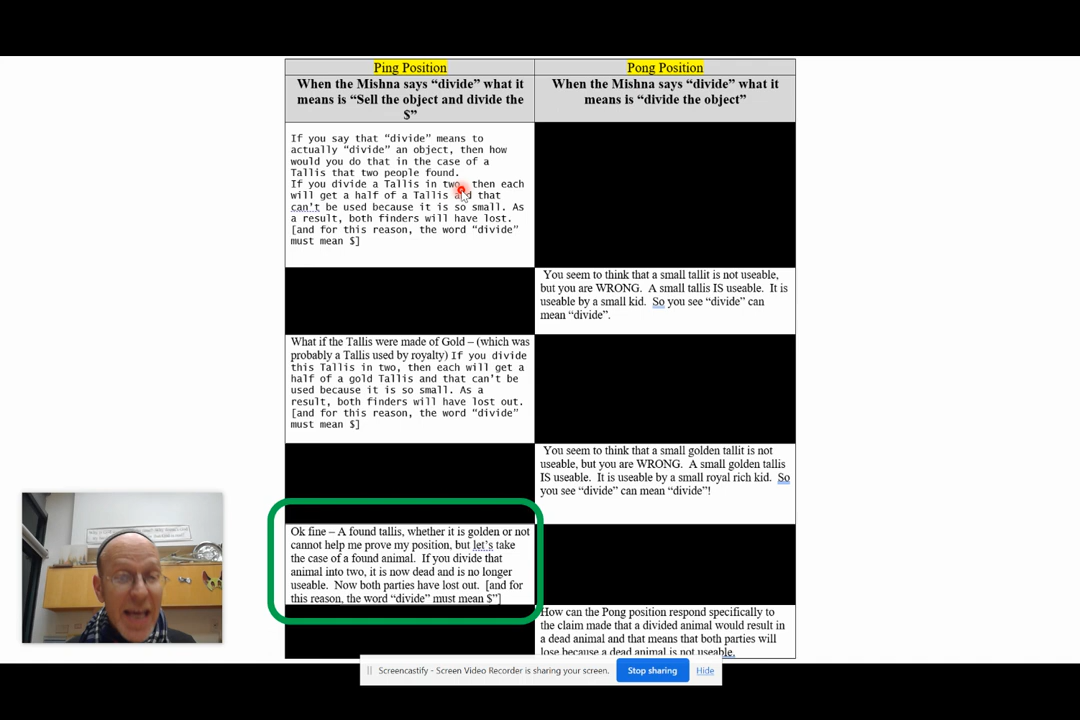 Ping Position
Pong Position
When the Mishna says “divide” what it
means is “Sell the object and divide the
$”
When the Mishna says “divide” what it
means is “divide the object”
If you say that “divide” means to
actually “divide” an object, then how
would you do that in the case of a
Tallis that two people found.
If you divide a Tallis in two, then each
will get a half of a Tallis and that
can’t be used because it is so small. As
a result, both finders will have lost.
[and for this reason, the word “divide”
must mean $]
You seem to think that a small tallit is not useable,
but you are WRONG. A small tallis IS useable. It is
useable by a small kid. So you see “divide” can
mean “divide”.
What if the Tallis were made of Gold – (which was
probably a Tallis used by royalty) If you divide
this Tallis in two, then each will get a
half of a gold Tallis and that can’t be
used because it is so small. As a
result, both finders will have lost out.
[and for this reason, the word “divide”
must mean $]
You seem to think that a small golden tallit is not
useable, but you are WRONG. A small golden tallis
IS useable. It is useable by a small royal rich kid. So
you see “divide” can mean “divide”!
Ok fine – A found tallis, whether it is golden or not
cannot help me prove my position, but let’s take
the case of a found animal. If you divide that
animal into two, it is now dead and is no longer
useable. Now both parties have lost out. [and for
this reason, the word “divide” must mean $”]
How can the Pong position respond specifically to
the claim made that a divided animal would result in
a dead animal and that means that both parties will
lose because a dead animal is not useable.
Screencastify - Screen Video Recorder is sharing your screen.
Stop sharing
Hide